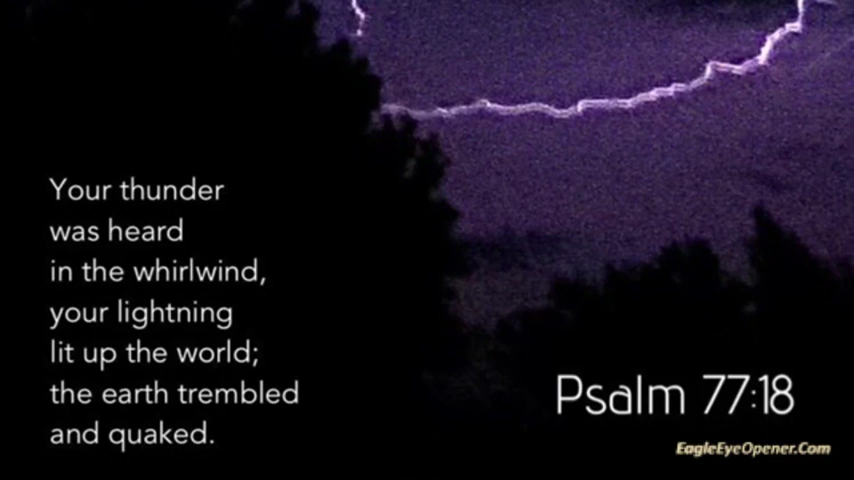 Your thunder
was heard
in the whirlwind,
your lightning
lit up the world;
the earth trembled
and quaked.
Psalm 77:18
EagleEyeOpener.Com